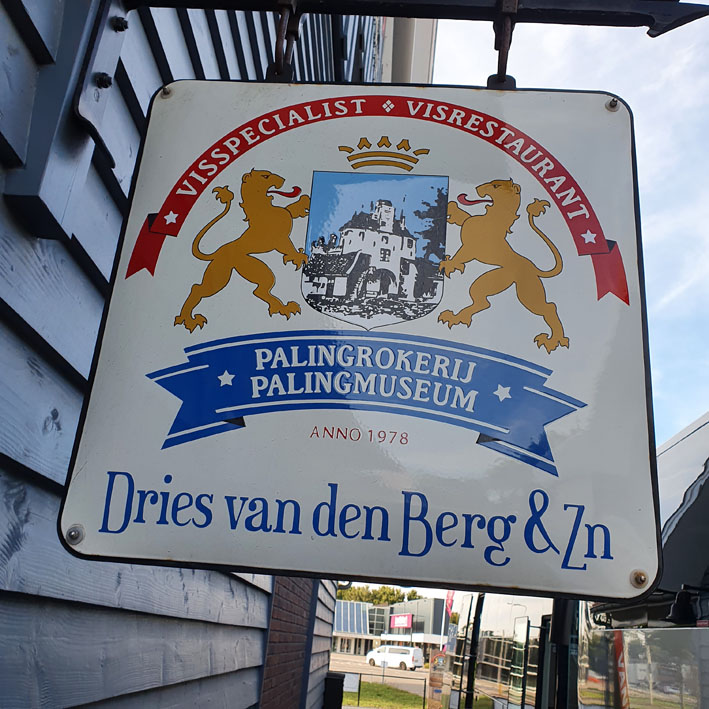 VISSPECIALIST ❖ VISRESTAURANT
PALINGROKERIJ
PALINGMUSEUM
ANNO 1978
Dries van den Berg & Zn